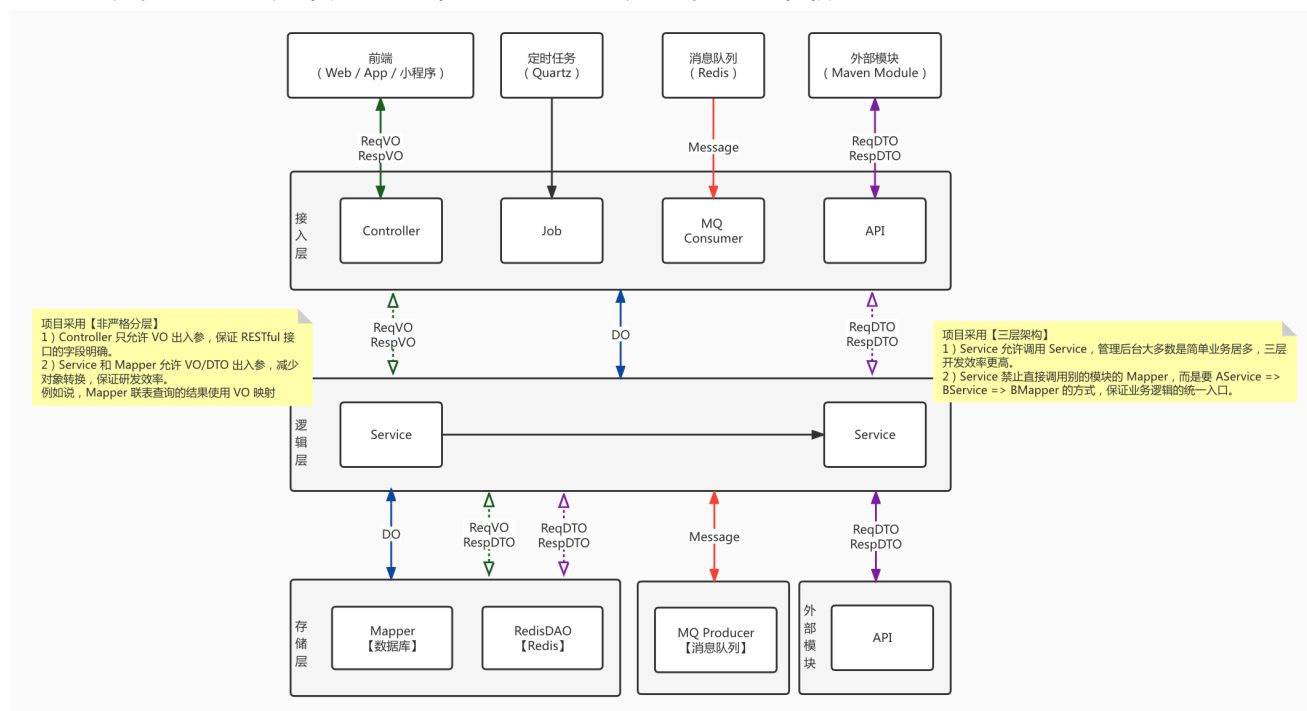 前端
（ Web / App / 小程序 ）
定时任务
（ Quartz ）
消息队列
（ Redis ）
外部模块
（ Maven Module ）
ReqVO
RespVO
Message
ReqDTO
RespDTO
接
入
层
Controller
Job
MQ
Consumer
API
ReqVO
RespVO
DO
ReqDTO
RespDTO
项目采用【非严格分层】
1 ）Controller 只允许 VO 出入参，保证 RESTful 接
口的字段明确。
2 ）Service 和 Mapper 允许 VO/DTO 出入参，减少
对象转换，保证研发效率。
例如说，Mapper 联表查询的结果使用 VO 映射
项目采用【三层架构】
1 ）Service 允许调用 Service，管理后台大多数是简单业务居多，三层
开发效率更高。
2 ）Service 禁止直接调用别的模块的 Mapper，而是要 AService =>
BService => BMapper 的方式，保证业务逻辑的统一入口。
逻
辑
层
Service
Service
DO
ReqVO
RespDTO
ReqDTO
RespDTO
Message
ReqDTO
RespDTO
存
储
层
Mapper
【数据库】
RedisDAO
【Redis】
MQ Producer
【消息队列】
外
部
模
块
API